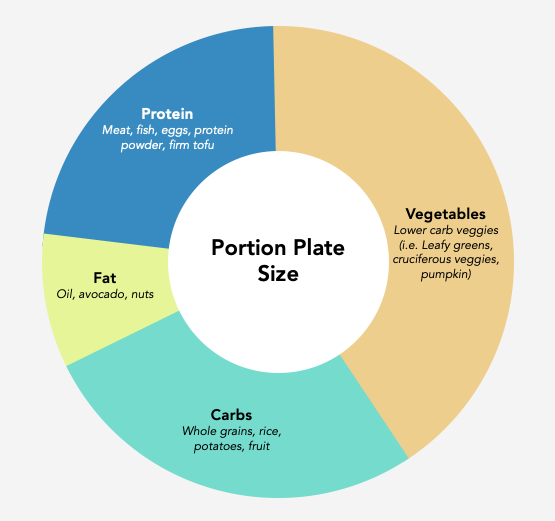 Portion Plate
Size
Protein
Meat, fish, eggs, protein
powder, firm tofu
Vegetables
Lower carb veggies
(i.e. Leafy greens,
cruciferous veggies,
pumpkin)
Fat
Oil, avocado, nuts
Carbs
Whole grains, rice,
potatoes, fruit